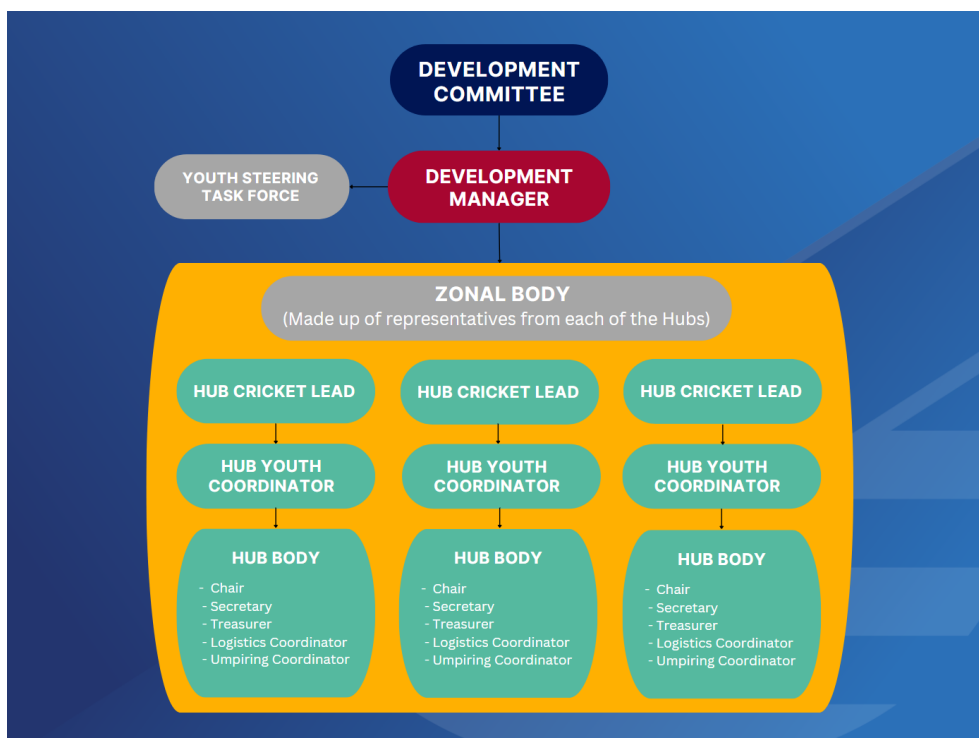 DEVELOPMENT
COMMITTEE
YOUTH STEERING
TASK FORCE
DEVELOPMENT
MANAGER
ZONAL BODY
(Made up of representatives from each of the Hubs)
HUB CRICKET LEAD
HUB YOUTH
COORDINATOR
HUB BODY
- Chair
- Secretary
- Treasurer
- Logistics Coordinator
- Umpiring Coordinator
HUB CRICKET LEAD
HUB YOUTH
COORDINATOR
HUB BODY
- Chair
- Secretary
- Treasurer
- Logistics Coordinator
- Umpiring Coordinator
HUB CRICKET LEAD
HUB YOUTH
COORDINATOR
HUB BODY
- Chair
- Secretary
- Treasurer
- Logistics Coordinator
- Umpiring Coordinator